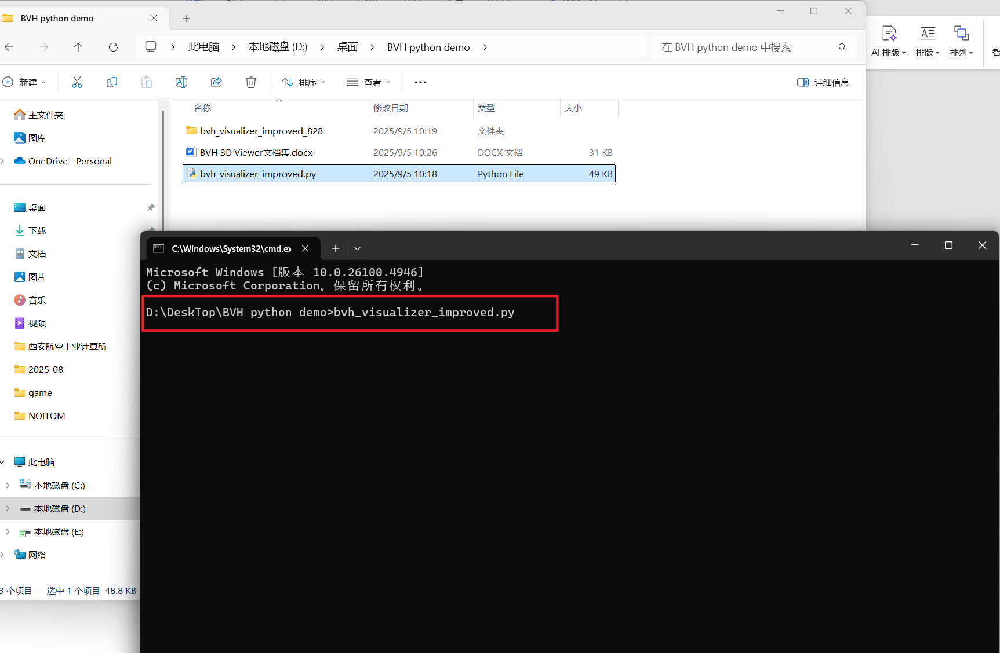 BVH python demo
此电脑
本地磁盘 (D:)
桌面
BVH python demo
在 BVH python demo 中搜索
AI 排版
排版
排列
新建
排序
查看
详细信息
名称
修改日期
类型
大小
bvh_visualizer_improved_828
2025/9/5 10:19
文件夹
BVH 3D Viewer文档集.docx
2025/9/5 10:26
DOCX 文档
31 KB
bvh_visualizer_improved.py
2025/9/5 10:18
Python File
49 KB
主文件夹
图库
OneDrive - Personal
桌面
下载
文档
图片
音乐
视频
西安航空工业计算所
2025-08
game
NOITOM
此电脑
本地磁盘 (C:)
本地磁盘 (D:)
本地磁盘 (E:)
网络
3 个项目
选中 1 个项目 48.8 KB
C:\Windows\System32\cmd.ex
Microsoft Windows [版本 10.0.26100.4946]
(c) Microsoft Corporation。保留所有权利。
D:\DeskTop\BVH python demo>bvh_visualizer_improved.py